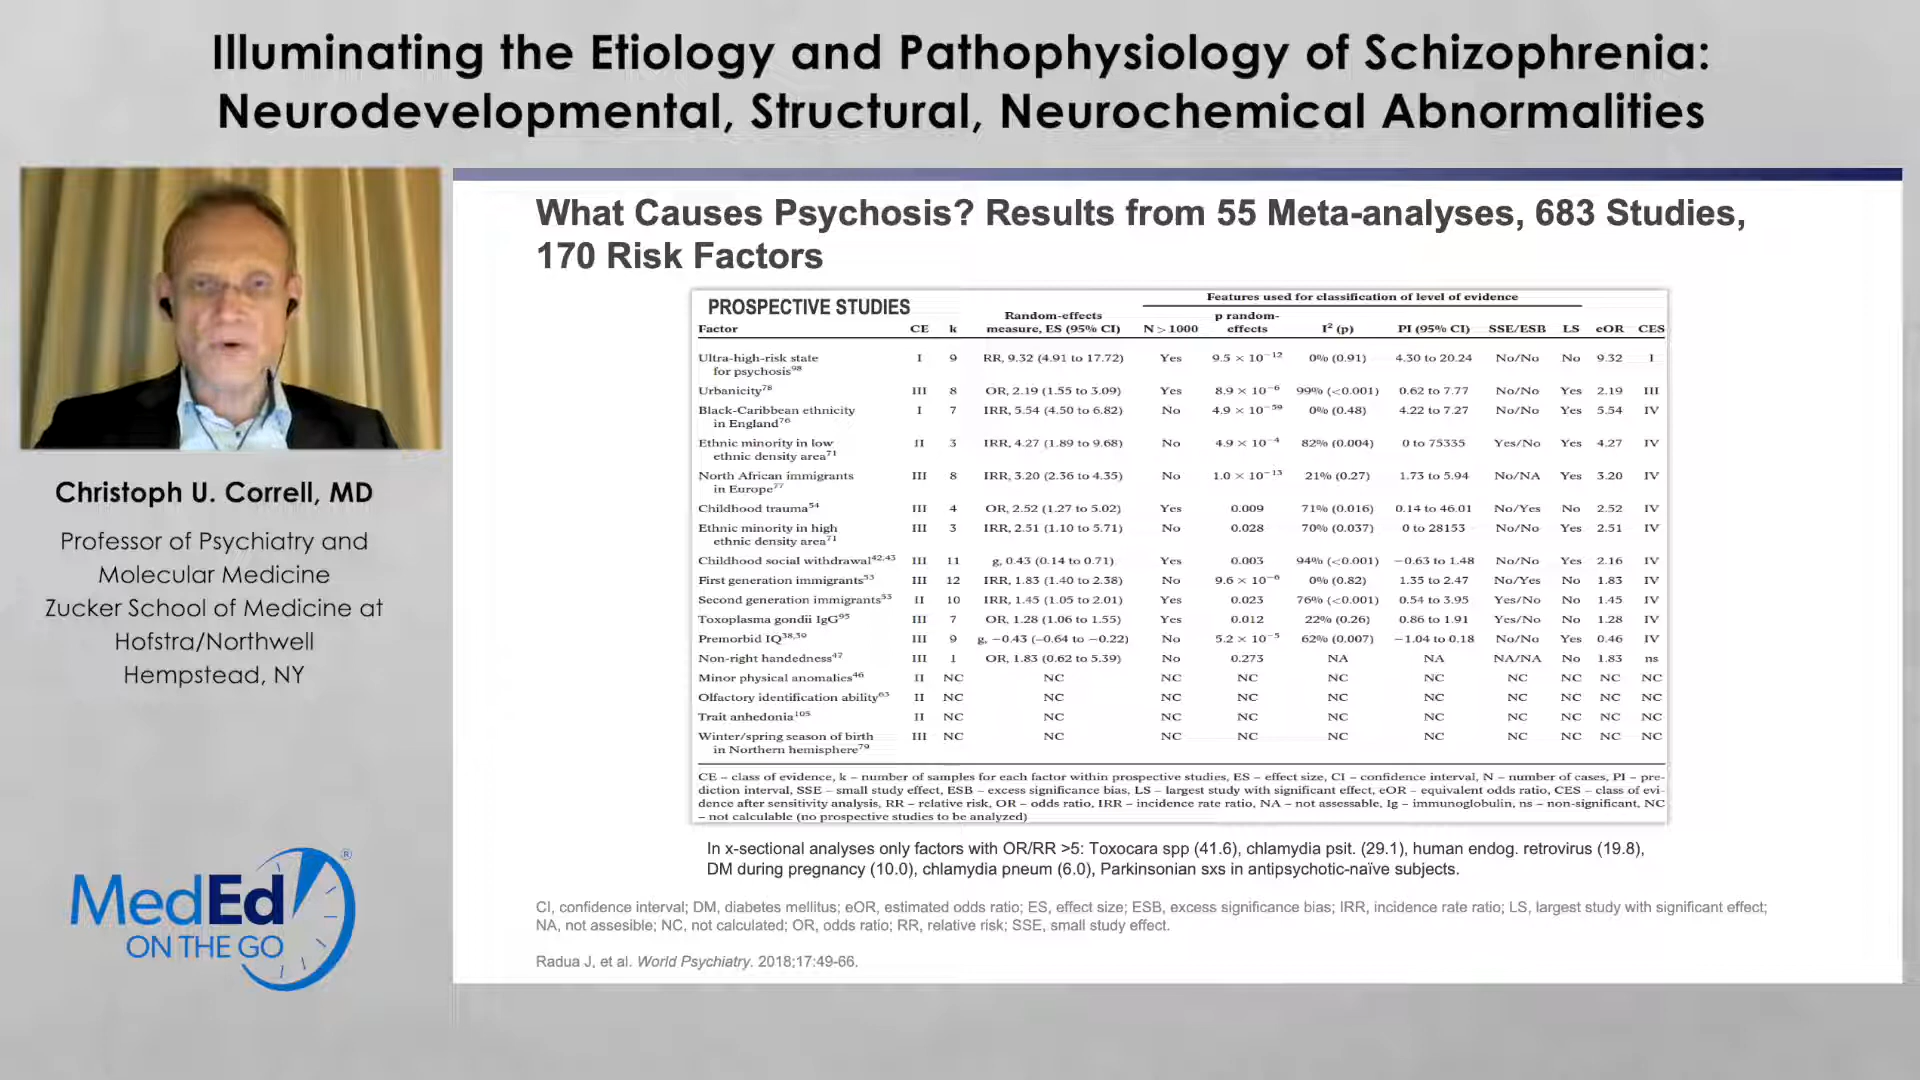 Illuminating the Etiology and Pathophysiology of Schizophrenia:
Neurodevelopmental, Structural, Neurochemical Abnormalities
Christoph U. Correll, MD
Professor of Psychiatry and
Molecular Medicine
Zucker School of Medicine at
Hofstra/Northwell
Hempstead, NY
MedEd®
ON THE GO
What Causes Psychosis? Results from 55 Meta-analyses, 683 Studies,
170 Risk Factors
PROSPECTIVE STUDIES
Features used for classification of level of evidence
Random-effects p random-
Factor CE k measure, ES (95% CI) N > 1000 effects I² (p) PI (95% CI) SSE/ESB LS eOR CES
Ultra-high-risk state I 9 RR, 9.32 (4.91 to 17.72) Yes 9.5 × 10⁻¹² 0% (0.91) 4.30 to 20.24 No/No No 9.32 I
for psychosis⁹⁸
Urbanicity⁷⁸ III 8 OR, 2.19 (1.55 to 3.09) Yes 8.9 × 10⁻⁶ 99% (<0.001) 0.62 to 7.77 No/No Yes 2.19 III
Black-Caribbean ethnicity I 7 IRR, 5.54 (4.50 to 6.82) No 4.9 × 10⁻⁵⁹ 0% (0.48) 4.22 to 7.27 No/No Yes 5.54 IV
in England⁷⁶
Ethnic minority in low II 3 IRR, 4.27 (1.89 to 9.68) No 4.9 × 10⁻⁴ 82% (0.004) 0 to 75335 Yes/No Yes 4.27 IV
ethnic density area⁷¹
North African immigrants III 8 IRR, 3.20 (2.36 to 4.35) No 1.0 × 10⁻¹³ 21% (0.27) 1.73 to 5.94 No/NA Yes 3.20 IV
in Europe⁷⁷
Childhood trauma⁵⁴ III 4 OR, 2.52 (1.27 to 5.02) Yes 0.009 71% (0.016) 0.14 to 46.01 No/Yes No 2.52 IV
Ethnic minority in high III 3 IRR, 2.51 (1.10 to 5.71) No 0.028 70% (0.037) 0 to 28153 No/No Yes 2.51 IV
ethnic density area⁷¹
Childhood social withdrawal⁴²,⁴³ III 11 g, 0.43 (0.14 to 0.71) Yes 0.003 94% (<0.001) −0.63 to 1.48 No/No Yes 2.16 IV
First generation immigrants⁵³ III 12 IRR, 1.83 (1.40 to 2.38) No 9.6 × 10⁻⁶ 0% (0.82) 1.35 to 2.47 No/Yes No 1.83 IV
Second generation immigrants⁵³ II 10 IRR, 1.45 (1.05 to 2.01) Yes 0.023 76% (<0.001) 0.54 to 3.95 Yes/No No 1.45 IV
Toxoplasma gondii IgG⁹⁵ III 7 OR, 1.28 (1.06 to 1.55) Yes 0.012 22% (0.26) 0.86 to 1.91 Yes/No No 1.28 IV
Premorbid IQ³⁸,³⁹ III 9 g, −0.43 (−0.64 to −0.22) No 5.2 × 10⁻⁵ 62% (0.007) −1.04 to 0.18 No/No Yes 0.46 IV
Non-right handedness⁴⁷ III 1 OR, 1.83 (0.62 to 5.39) No 0.273 NA NA NA/NA No 1.83 ns
Minor physical anomalies⁴⁶ II NC NC NC NC NC NC NC NC NC NC
Olfactory identification ability⁶³ II NC NC NC NC NC NC NC NC NC NC
Trait anhedonia¹⁰⁵ II NC NC NC NC NC NC NC NC NC NC
Winter/spring season of birth III NC NC NC NC NC NC NC NC NC NC
in Northern hemisphere⁷⁹
CE – class of evidence, k – number of samples for each factor within prospective studies, ES – effect size, CI – confidence interval, N – number of cases, PI – pre-
diction interval, SSE – small study effect, ESB – excess significance bias, LS – largest study with significant effect, eOR – equivalent odds ratio, CES – class of evi-
dence after sensitivity analysis, RR – relative risk, OR – odds ratio, IRR – incidence rate ratio, NA – not assessable, Ig – immunoglobulin, ns – non-significant, NC
– not calculable (no prospective studies to be analyzed)
In x-sectional analyses only factors with OR/RR >5: Toxocara spp (41.6), chlamydia psit. (29.1), human endog. retrovirus (19.8),
DM during pregnancy (10.0), chlamydia pneum (6.0), Parkinsonian sxs in antipsychotic-naïve subjects.
CI, confidence interval; DM, diabetes mellitus; eOR, estimated odds ratio; ES, effect size; ESB, excess significance bias; IRR, incidence rate ratio; LS, largest study with significant effect;
NA, not assesible; NC, not calculated; OR, odds ratio; RR, relative risk; SSE, small study effect.
Radua J, et al. World Psychiatry. 2018;17:49-66.